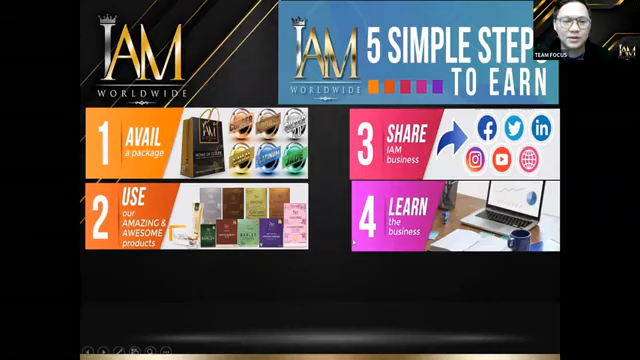 IAM
WORLDWIDE
IAM
WORLDWIDE
5 SIMPLE STEPS
TO EARN
TEAM FOCUS
1 AVAIL
a package
IAM
3 SHARE
IAM
business
2 USE
our
AMAZING &
AWESOME
products
4 LEARN
the
business